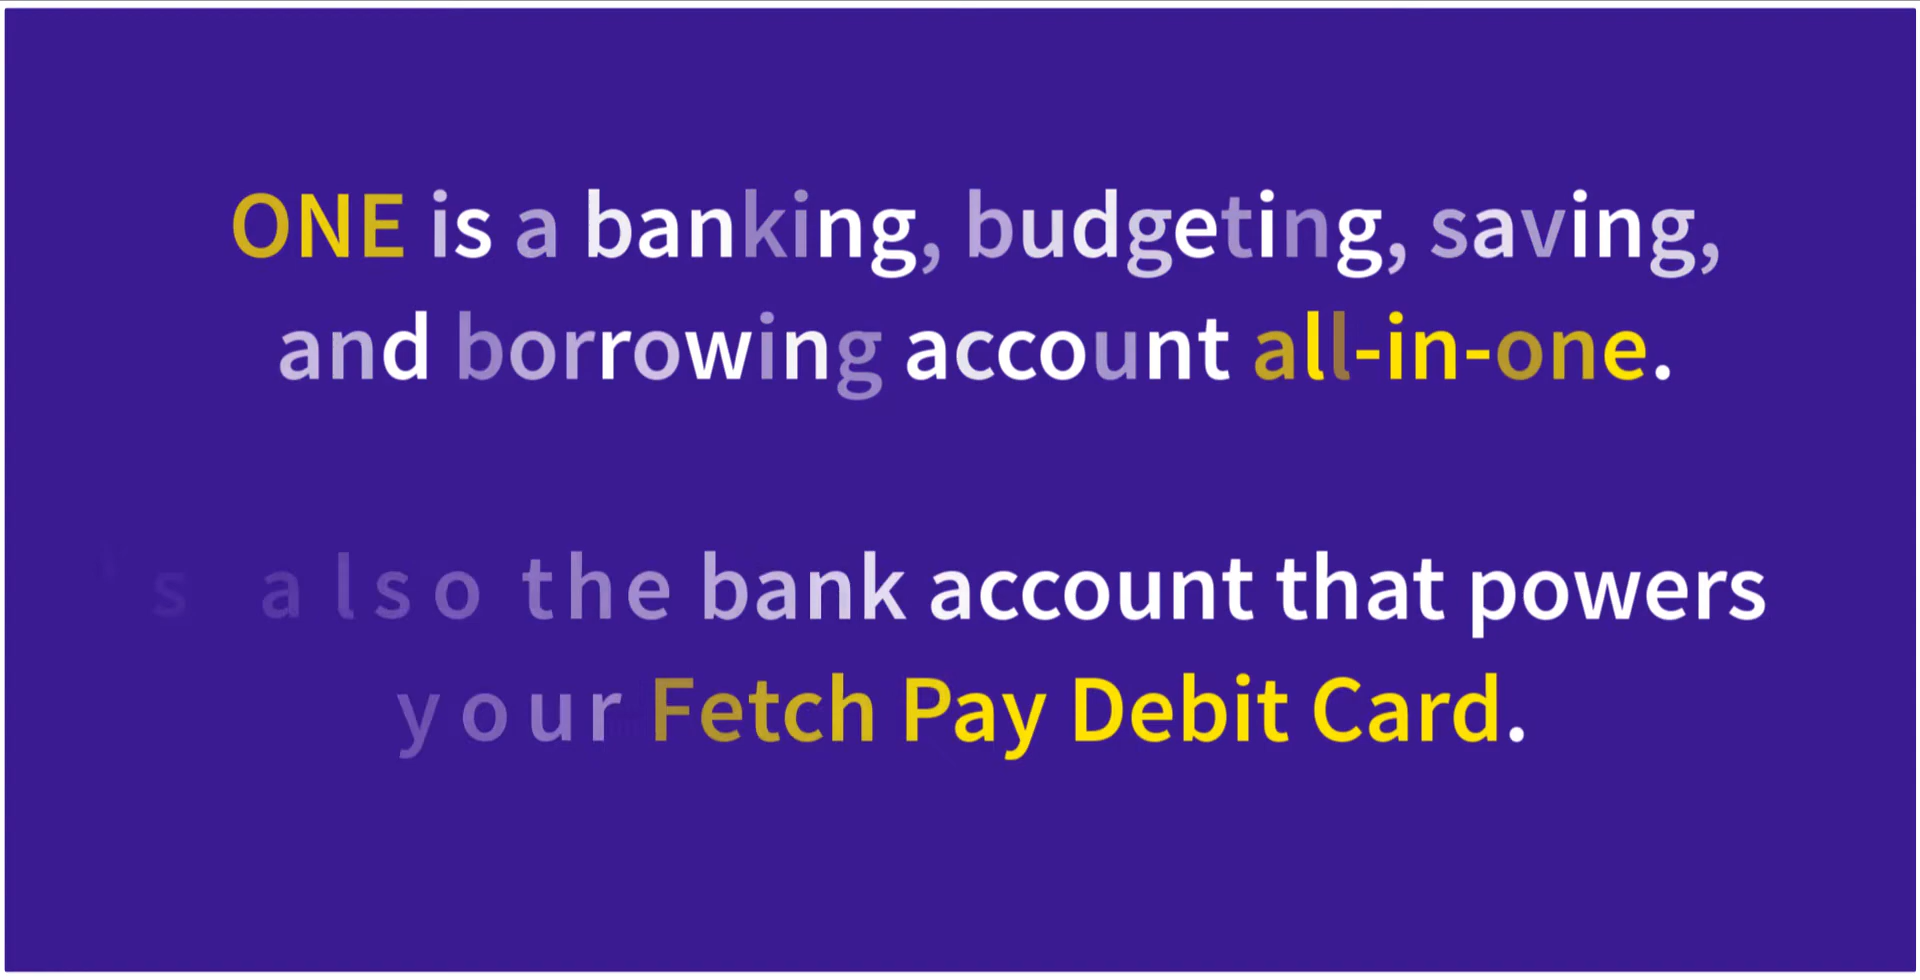 ONE is a banking, budgeting, saving,
and borrowing account all-in-one.
's also the bank account that powers
your Fetch Pay Debit Card.